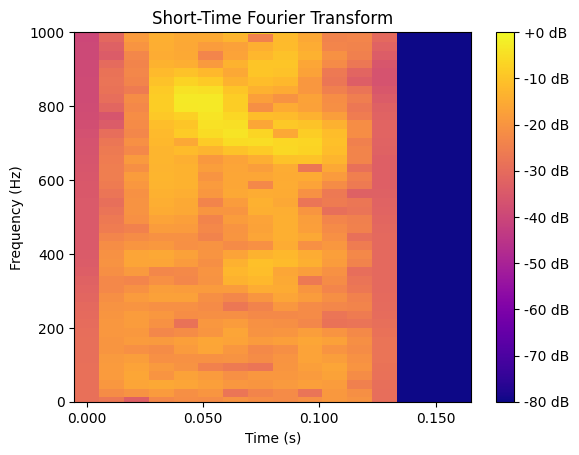 Short-Time Fourier Transform
1000
800
600
400
200
0
Frequency (Hz)
0.000
0.050
0.100
0.150
Time (s)
+0 dB
-10 dB
-20 dB
-30 dB
-40 dB
-50 dB
-60 dB
-70 dB
-80 dB